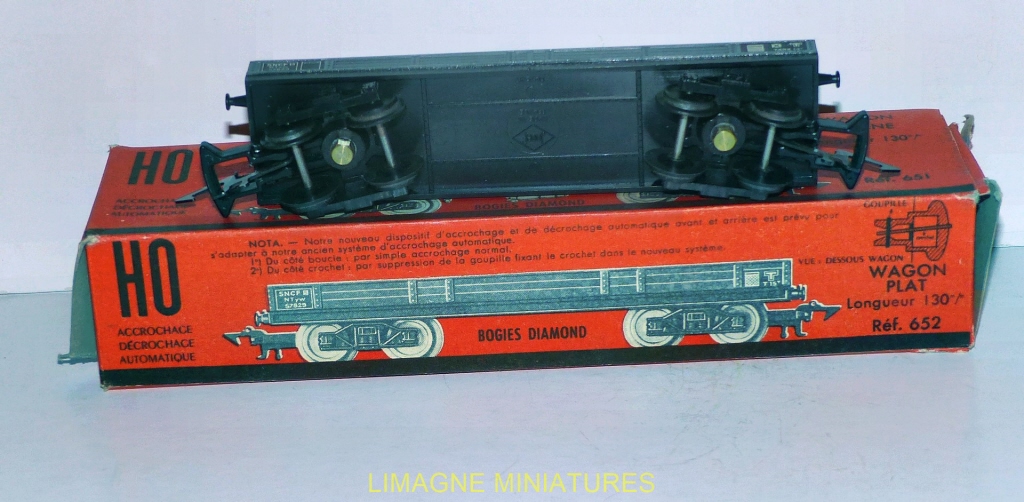 HO
ACCROCHAGE
DÉCROCHAGE
AUTOMATIQUE
130 m/m
Réf. 651
BOGIES DIAMOND
GOUPILLE
HO
ACCROCHAGE
DÉCROCHAGE
AUTOMATIQUE
NOTA. — Notre nouveau dispositif d'accrochage et de décrochage automatique avant et arrière est prévu pour
s'adapter à notre ancien système d'accrochage automatique.
1°) Du côté boucle : par simple accrochage normal.
2°) Du côté crochet : par suppression de la goupille fixant le crochet dans le nouveau système.
VUE : DESSOUS WAGON
WAGON
PLAT
Longueur 130 m/m
Réf. 652
SNCF
NTyw
57829
BOGIES DIAMOND
LIMAGNE MINIATURES